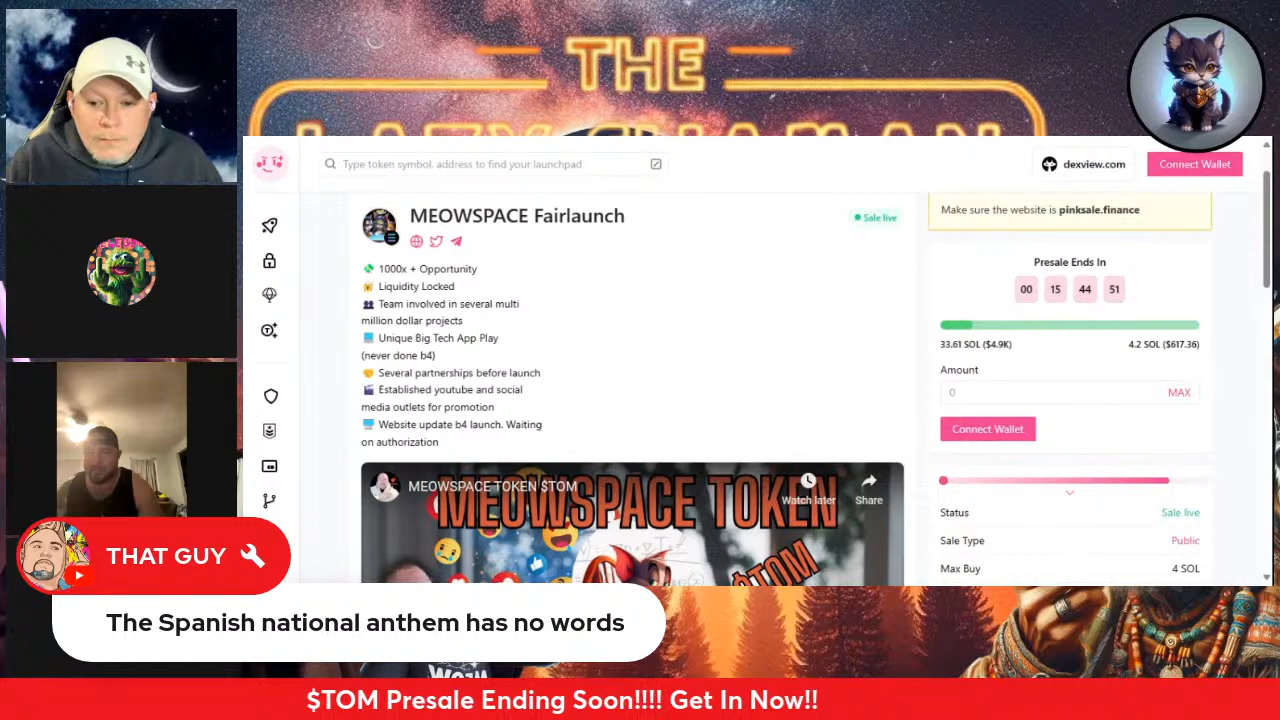 THE
Type token symbol, address to find your launchpad
dexview.com
Connect Wallet
MEOWSPACE Fairlaunch
Sale live
Make sure the website is pinksale.finance
1000x + Opportunity
Liquidity Locked
Team involved in several multi
million dollar projects
Unique Big Tech App Play
(never done b4)
Several partnerships before launch
Established youtube and social
media outlets for promotion
Website update b4 launch. Waiting
on authorization
Presale Ends In
00 15 44 51
33.61 SOL ($4.9K) 4.2 SOL ($617.36)
Amount
0 MAX
Connect Wallet
Status Sale live
Sale Type Public
Max Buy 4 SOL
MEOWSPACE TOKEN $TOM
Watch later
Share
MEOWSPACE TOKEN
$TOM
THAT GUY
The Spanish national anthem has no words
$TOM Presale Ending Soon!!!! Get In Now!!